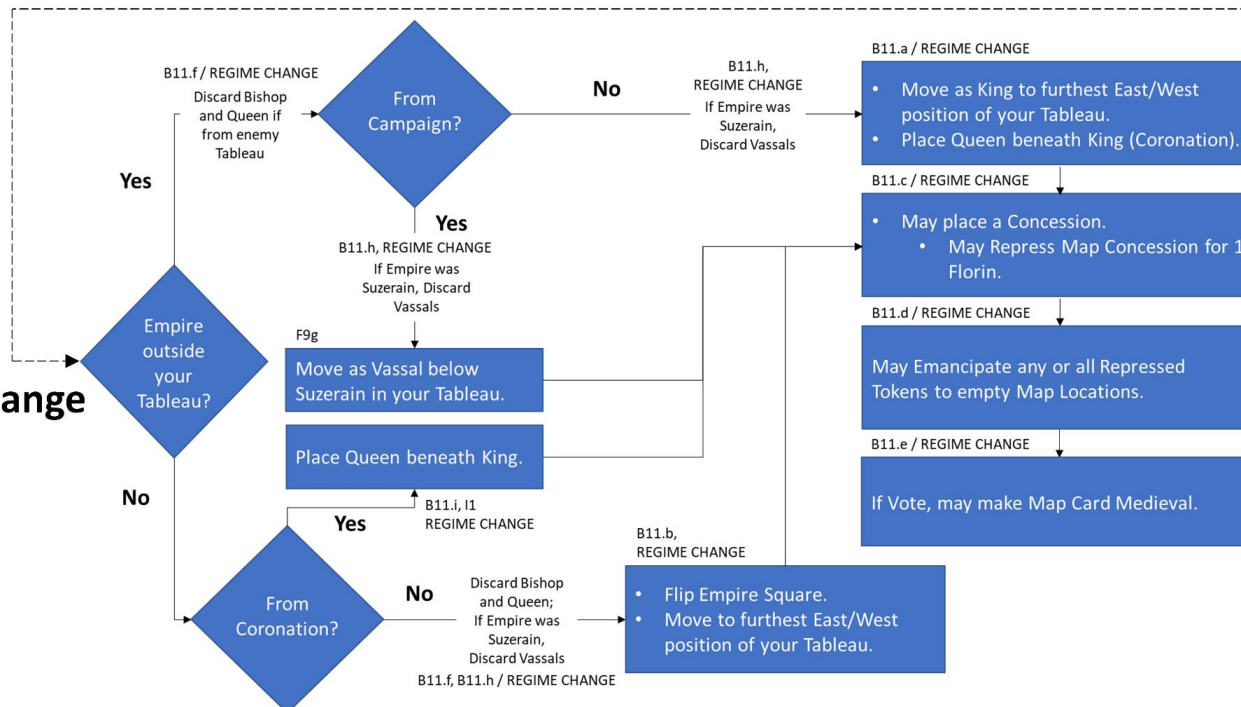 B11.f / REGIME CHANGE
Discard Bishop
and Queen if
from enemy
Tableau
Yes
From
Campaign?
No
B11.h,
REGIME CHANGE
If Empire was
Suzerain,
Discard Vassals
B11.a / REGIME CHANGE
• Move as King to furthest East/West
position of your Tableau.
• Place Queen beneath King (Coronation).
B11.c / REGIME CHANGE
• May place a Concession.
• May Repress Map Concession for 1
Florin.
B11.d / REGIME CHANGE
May Emancipate any or all Repressed
Tokens to empty Map Locations.
B11.e / REGIME CHANGE
If Vote, may make Map Card Medieval.
Yes
B11.h, REGIME CHANGE
If Empire was
Suzerain, Discard
Vassals
F9g
Move as Vassal below
Suzerain in your Tableau.
Place Queen beneath King.
B11.i, I1
REGIME CHANGE
Empire
outside
your
Tableau?
ange
No
Yes
From
Coronation?
No
Discard Bishop
and Queen;
If Empire was
Suzerain,
Discard Vassals
B11.f, B11.h / REGIME CHANGE
B11.b,
REGIME CHANGE
• Flip Empire Square.
• Move to furthest East/West
position of your Tableau.